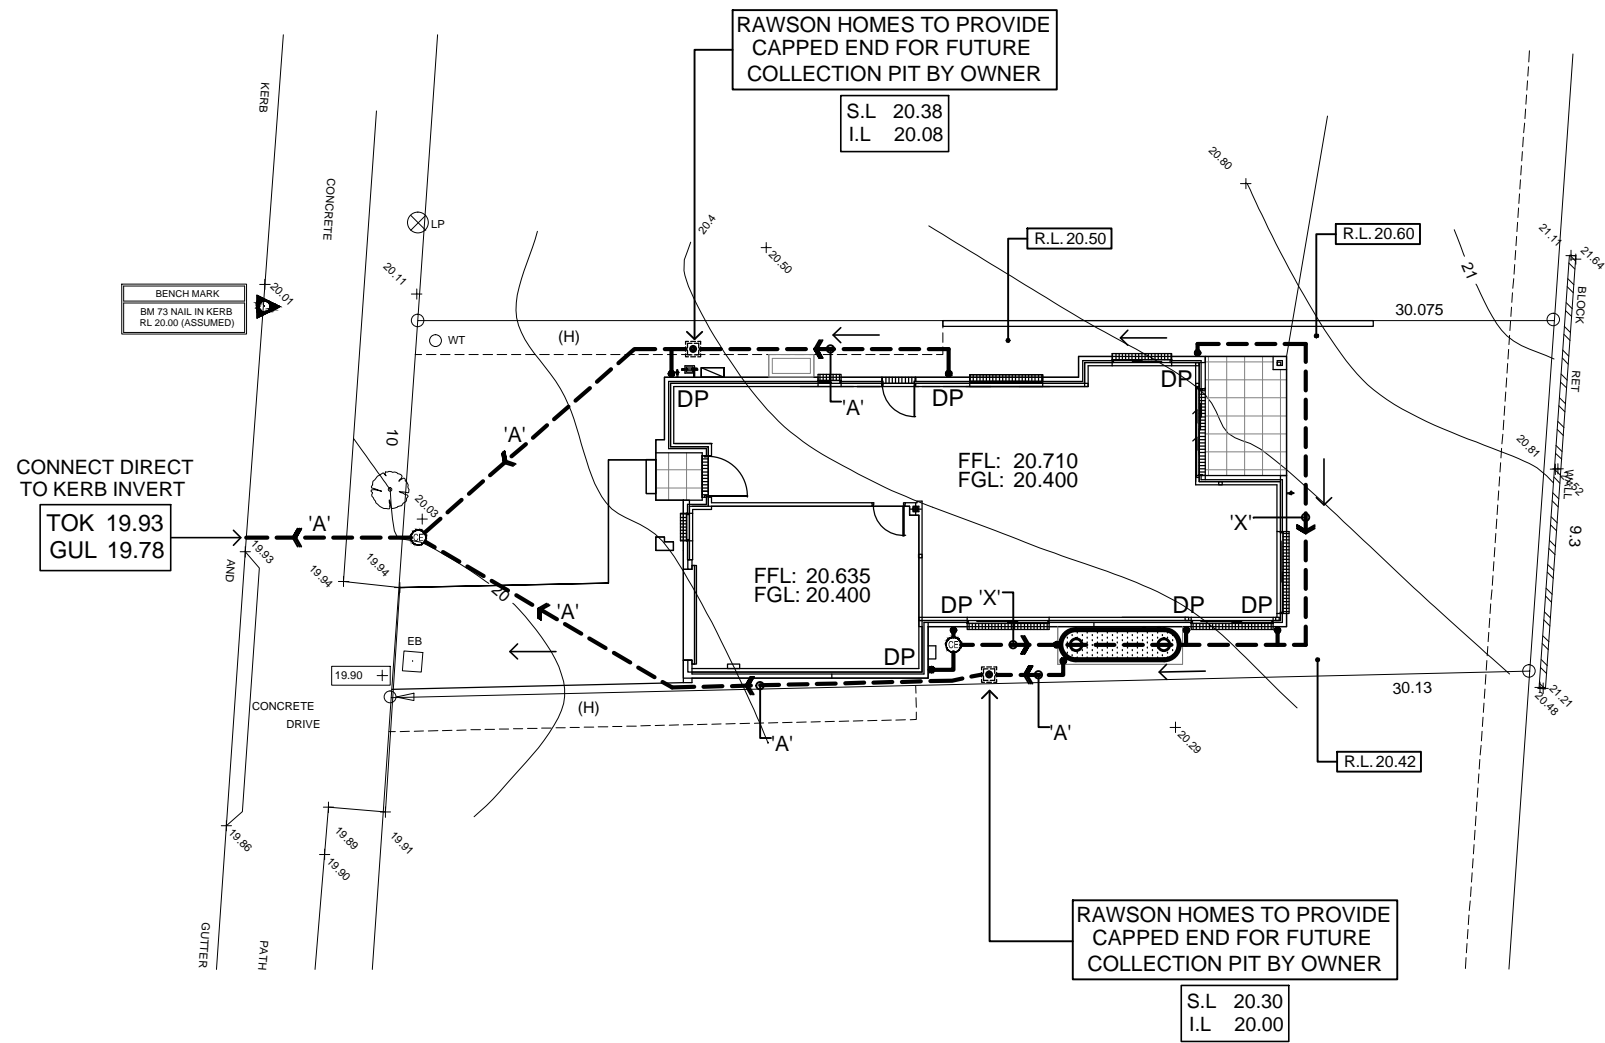 RAWSON HOMES TO PROVIDE
CAPPED END FOR FUTURE
COLLECTION PIT BY OWNER
S.L 20.38
I.L 20.08
KERB
CONCRETE
LP
20.11
20.4
20.50
20.80
R.L. 20.50
R.L. 20.60
21.11
21.64
21
BLOCK
BENCH MARK
BM 73 NAIL IN KERB
RL 20.00 (ASSUMED)
20.01
WT
(H)
30.075
RET
'A'
DP
DP
DP
10
'A'
CONNECT DIRECT
TO KERB INVERT
TOK 19.93
GUL 19.78
'A'
20.03
CE
FFL: 20.710
FGL: 20.400
20.81
WALL
9.3
'X'
19.93
AND
19.94
19.94
20
'A'
FFL: 20.635
FGL: 20.400
'X'
DP
DP
DP
EB
CE
DP
19.90
CONCRETE
DRIVE
(H)
30.13
21.21
20.48
'A'
'A'
20.29
R.L. 20.42
19.86
19.89
19.91
19.90
GUTTER
PATH
RAWSON HOMES TO PROVIDE
CAPPED END FOR FUTURE
COLLECTION PIT BY OWNER
S.L 20.30
I.L 20.00